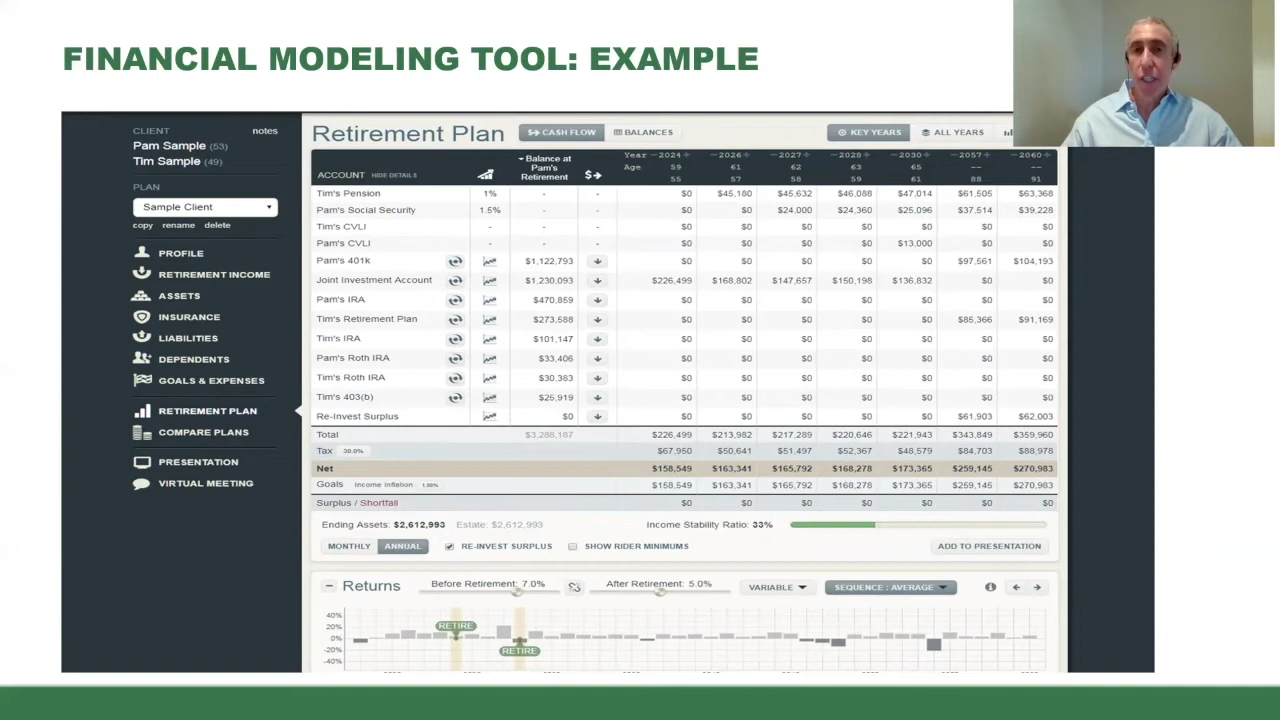 FINANCIAL MODELING TOOL: EXAMPLE
CLIENT notes
Pam Sample (53)
Tim Sample (49)
PLAN
Sample Client
copy rename delete
PROFILE
RETIREMENT INCOME
ASSETS
INSURANCE
LIABILITIES
DEPENDENTS
GOALS & EXPENSES
RETIREMENT PLAN
COMPARE PLANS
PRESENTATION
VIRTUAL MEETING
Retirement Plan CASH FLOW BALANCES KEY YEARS ALL YEARS
ACCOUNT HIDE DETAILS Balance at Pam's Retirement $ Year 2024 2026 2027 2028 2030 2057 2060
Age 59 61 62 63 65 -- --
55 57 58 59 61 88 91
Tim's Pension 1% - - $0 $45,180 $45,632 $46,088 $47,014 $61,505 $63,368
Pam's Social Security 1.5% - - $0 $0 $24,000 $24,360 $25,096 $37,514 $39,228
Tim's CVLI - - - $0 $0 $0 $0 $0 $0 $0
Pam's CVLI - - - $0 $0 $0 $0 $13,000 $0 $0
Pam's 401k $1,122,793 $0 $0 $0 $0 $0 $97,561 $104,193
Joint Investment Account $1,230,093 $226,499 $168,802 $147,657 $150,198 $136,832 $0 $0
Pam's IRA $470,859 $0 $0 $0 $0 $0 $0 $0
Tim's Retirement Plan $273,588 $0 $0 $0 $0 $0 $85,366 $91,169
Tim's IRA $101,147 $0 $0 $0 $0 $0 $0 $0
Pam's Roth IRA $33,406 $0 $0 $0 $0 $0 $0 $0
Tim's Roth IRA $30,383 $0 $0 $0 $0 $0 $0 $0
Tim's 403(b) $25,919 $0 $0 $0 $0 $0 $0 $0
Re-Invest Surplus $0 $0 $0 $0 $0 $0 $61,903 $62,003
Total $3,288,187 $226,499 $213,982 $217,289 $220,646 $221,943 $343,849 $359,960
Tax 30.0% $67,950 $50,641 $51,497 $52,367 $48,579 $84,703 $88,978
Net $158,549 $163,341 $165,792 $168,278 $173,365 $259,145 $270,983
Goals Income Inflation 1.50% $158,549 $163,341 $165,792 $168,278 $173,365 $259,145 $270,983
Surplus / Shortfall $0 $0 $0 $0 $0 $0 $0
Ending Assets: $2,612,993 Estate: $2,612,993 Income Stability Ratio: 33%
MONTHLY ANNUAL RE-INVEST SURPLUS SHOW RIDER MINIMUMS ADD TO PRESENTATION
Returns Before Retirement: 7.0% After Retirement: 5.0% VARIABLE SEQUENCE : AVERAGE
40%
20%
0%
-20%
-40%
RETIRE
RETIRE